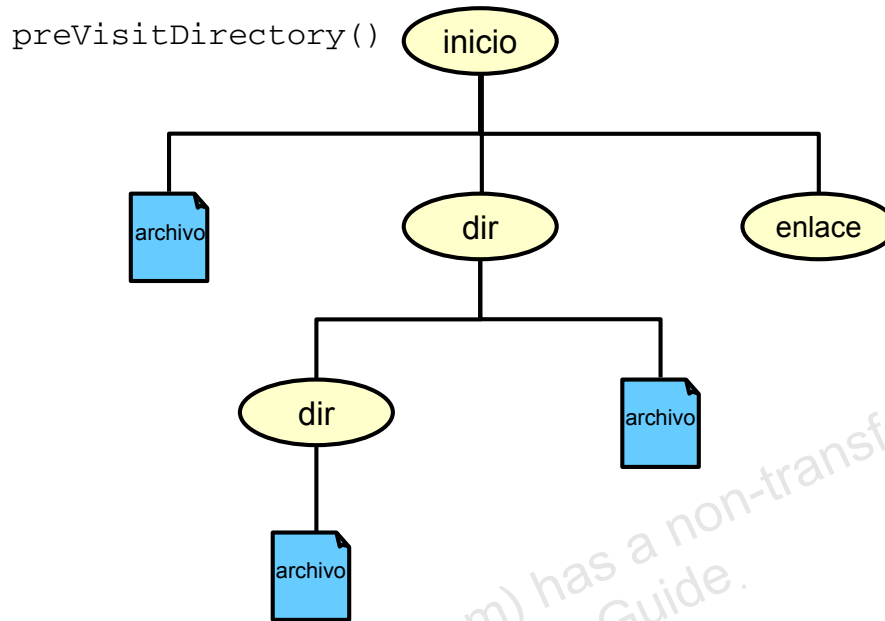 preVisitDirectory() inicio
archivo dir enlace
dir archivo
archivo
m) has a non-transf
Guide.